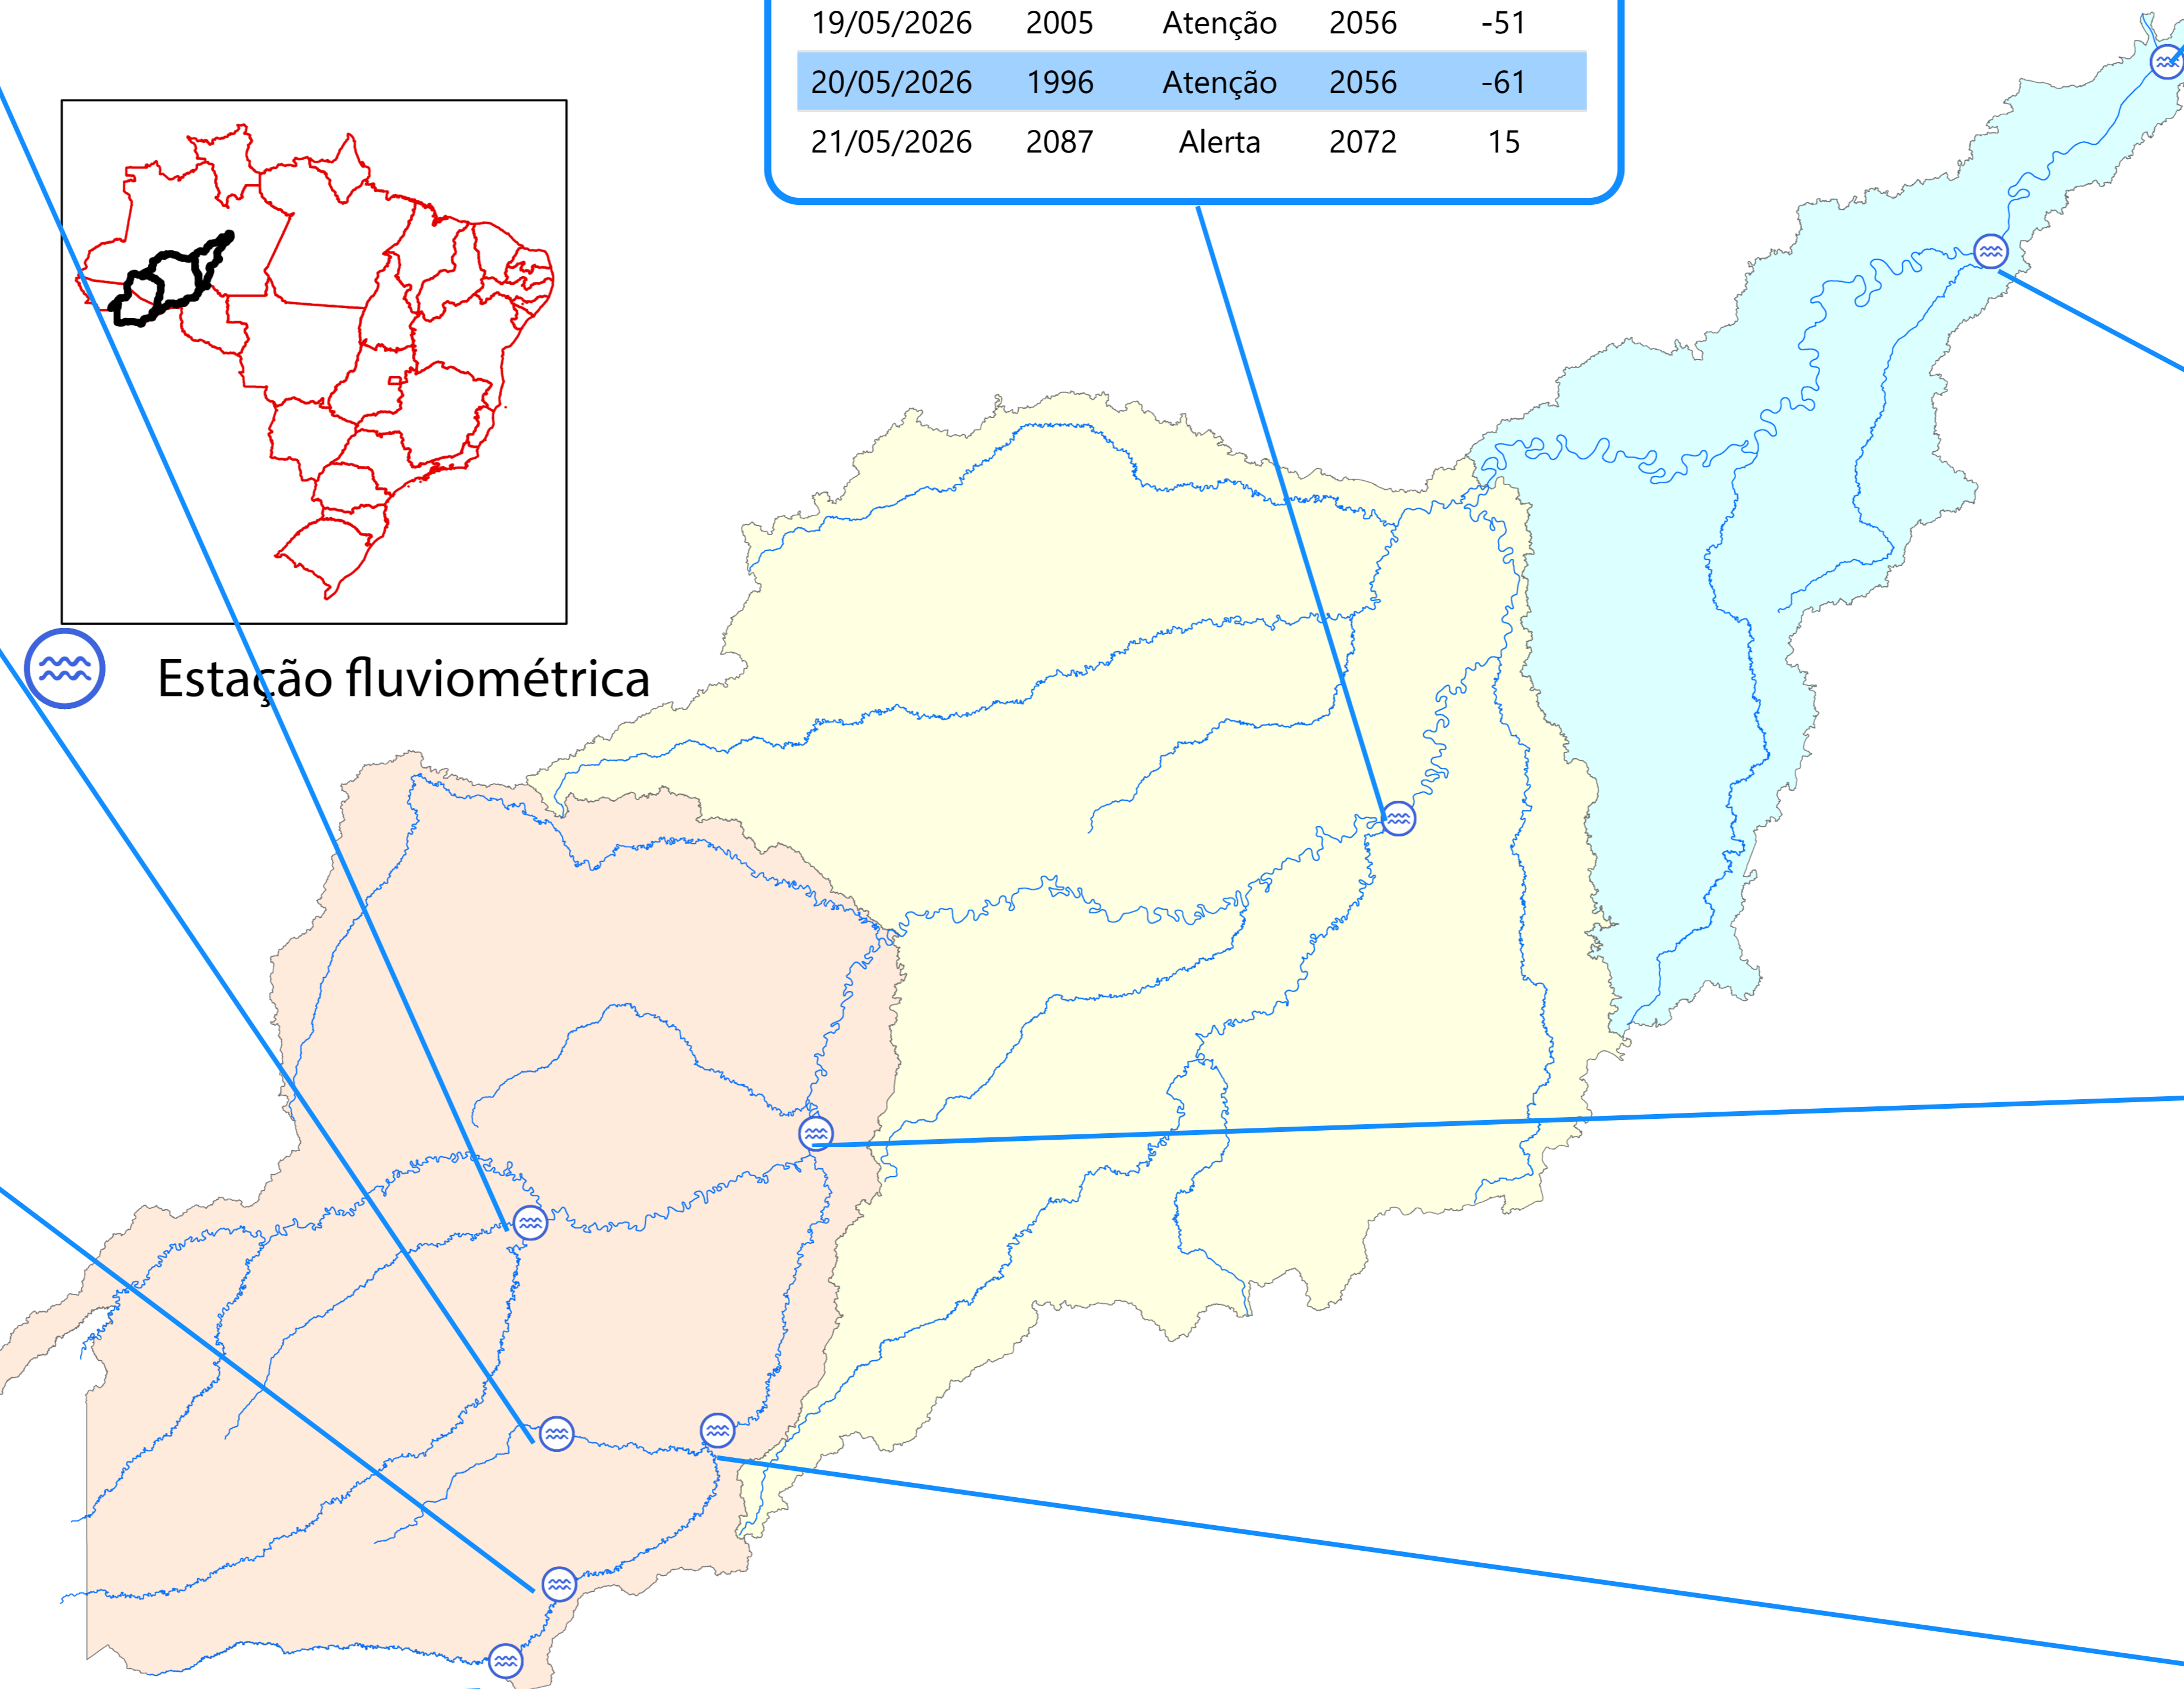 19/05/2026 2005 Atenção 2056 -51
20/05/2026 1996 Atenção 2056 -61
21/05/2026 2087 Alerta 2072 15
Estação fluviométrica